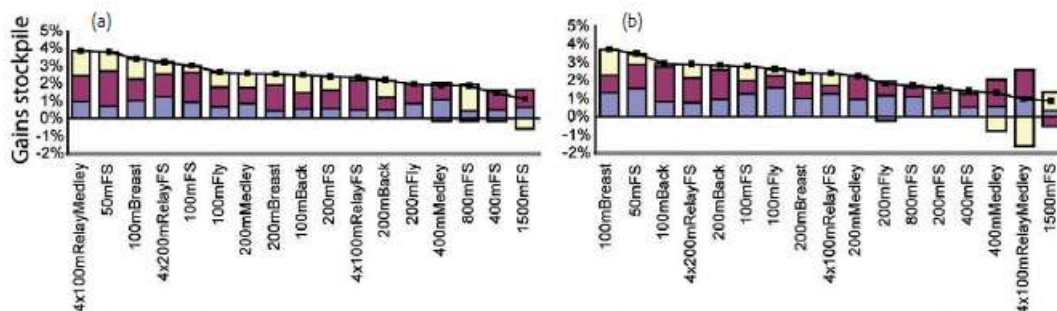 (a)
Gains stockpile
5%
4%
3%
2%
1%
0%
-1%
-2%
4x100mRelayMedley
50mFS
100mBreast
4x200mRelayFS
100mFS
100mFly
200mMedley
200mBreast
100mBack
200mFS
4x100mRelayFS
200mBack
200mFly
400mMedley
800mFS
400mFS
1500mFS
(b)
5%
4%
3%
2%
1%
0%
-1%
-2%
100mBreast
50mFS
100mBack
4x200mRelayFS
200mBack
100mFS
100mFly
200mBreast
4x100mRelayFS
200mMedley
200mFly
800mFS
200mFS
400mFS
400mMedley
4x100mRelayMedley
1500mFS